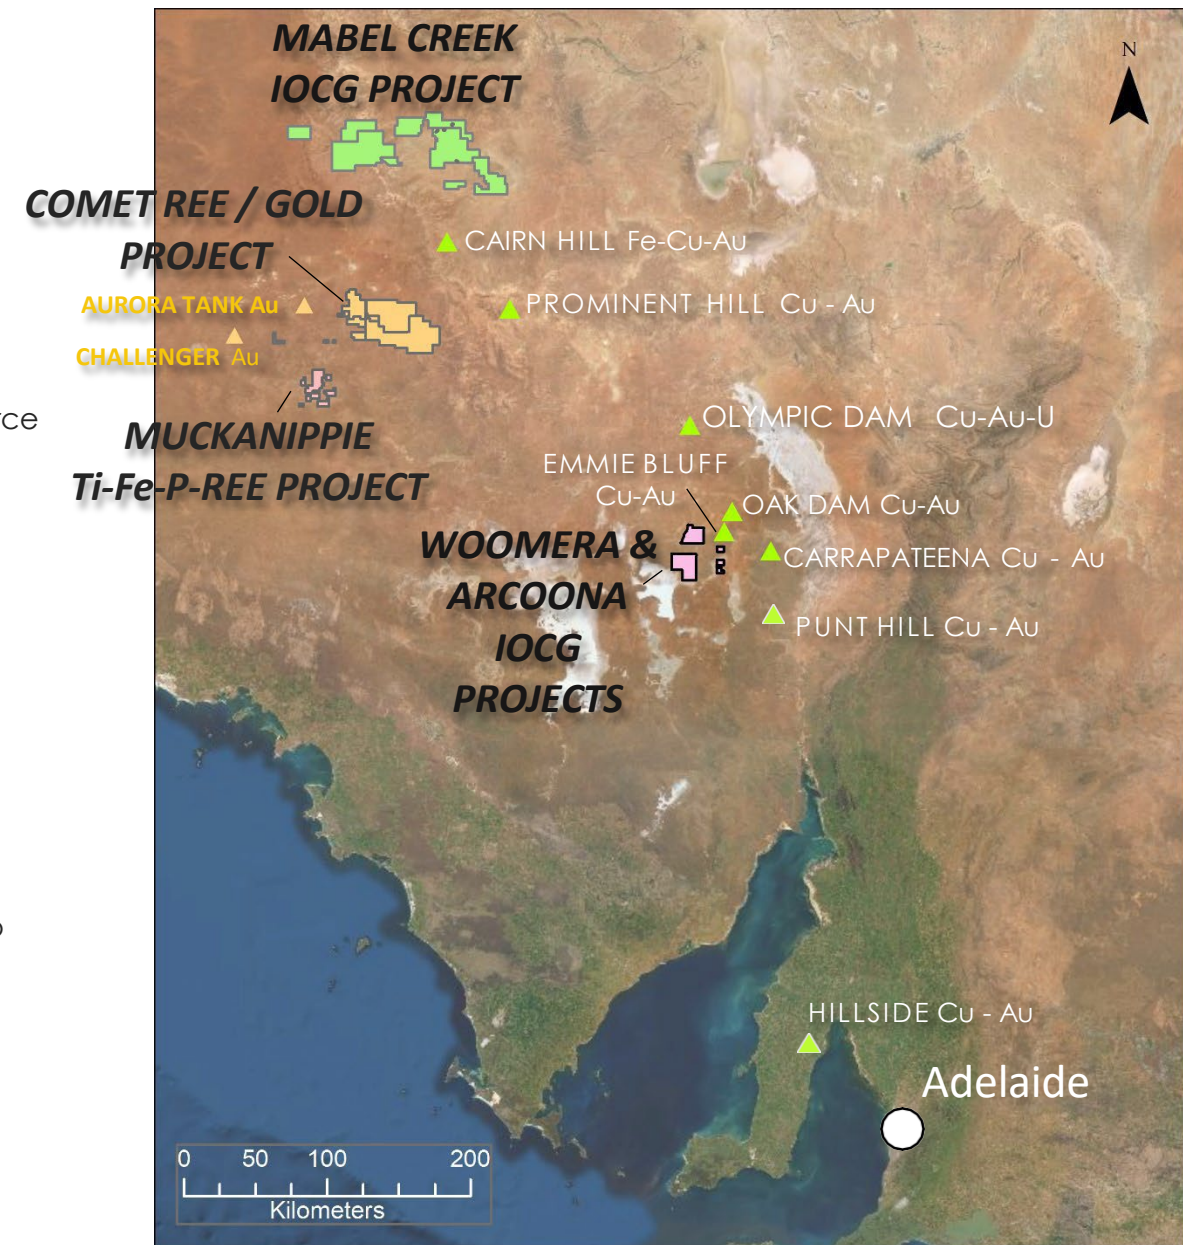 MABEL CREEK
IOCG PROJECT
N
COMET REE / GOLD
PROJECT
CAIRN HILL Fe-Cu-Au
AURORA TANK Au
PROMINENT HILL Cu - Au
CHALLENGER Au
OLYMPIC DAM Cu-Au-U
MUCKANIPPIE
Ti-Fe-P-REE PROJECT
EMMIE BLUFF
Cu-Au
OAK DAM Cu-Au
WOOMERA &
ARCOONA
IOCG
PROJECTS
CARRAPATEENA Cu - Au
PUNT HILL Cu - Au
HILLSIDE Cu - Au
Adelaide
0 50 100 200
Kilometers